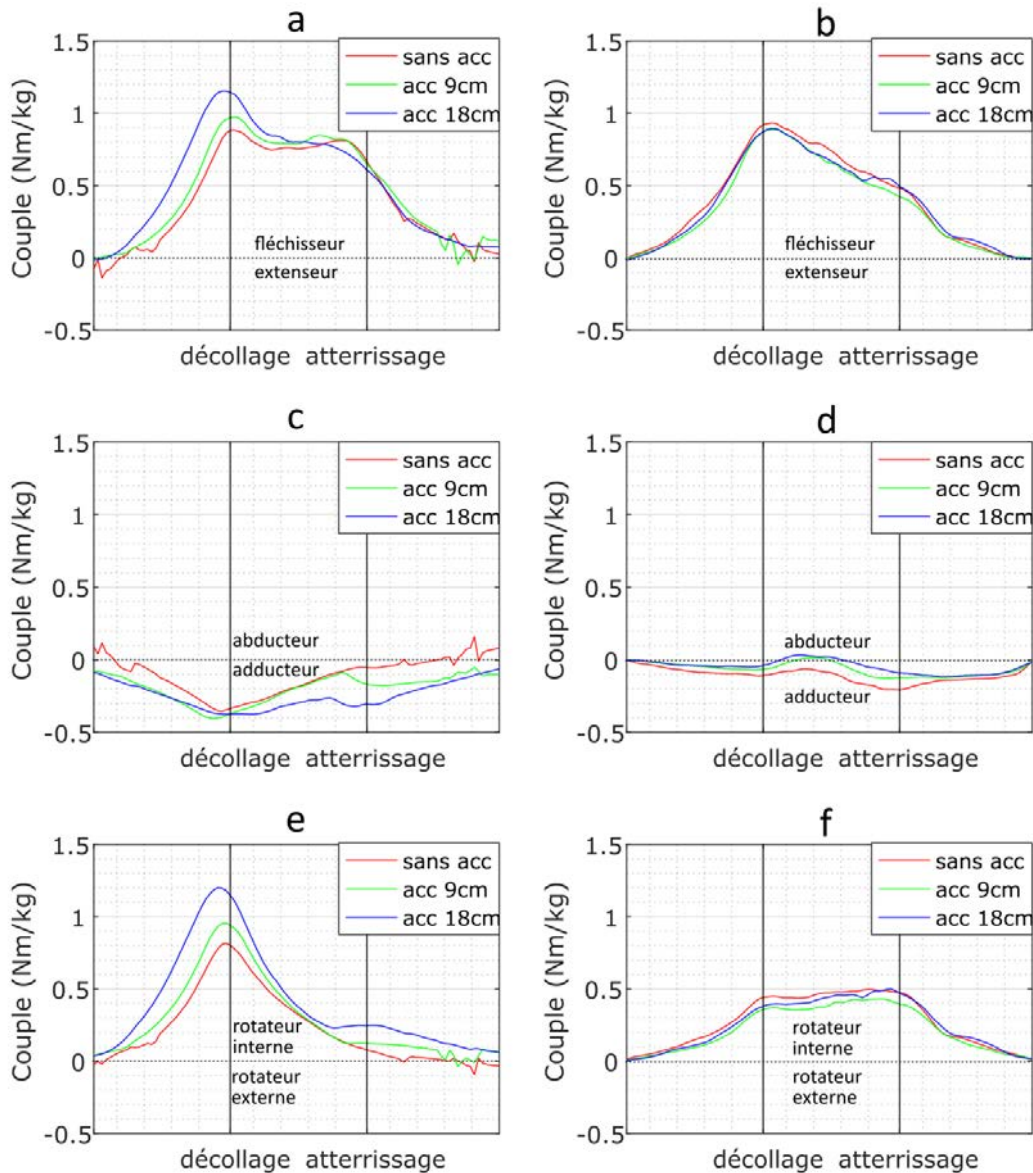 a
1.5
1
0.5
0
-0.5
Couple (Nm/kg)
sans acc
acc 9cm
acc 18cm
fléchisseur
extenseur
décollage atterrissage
b
1.5
1
0.5
0
-0.5
Couple (Nm/kg)
sans acc
acc 9cm
acc 18cm
fléchisseur
extenseur
décollage atterrissage
c
1.5
1
0.5
0
-0.5
Couple (Nm/kg)
sans acc
acc 9cm
acc 18cm
abducteur
adducteur
décollage atterrissage
d
1.5
1
0.5
0
-0.5
Couple (Nm/kg)
sans acc
acc 9cm
acc 18cm
abducteur
adducteur
décollage atterrissage
e
1.5
1
0.5
0
-0.5
Couple (Nm/kg)
sans acc
acc 9cm
acc 18cm
rotateur
interne
rotateur
externe
décollage atterrissage
f
1.5
1
0.5
0
-0.5
Couple (Nm/kg)
sans acc
acc 9cm
acc 18cm
rotateur
interne
rotateur
externe
décollage atterrissage